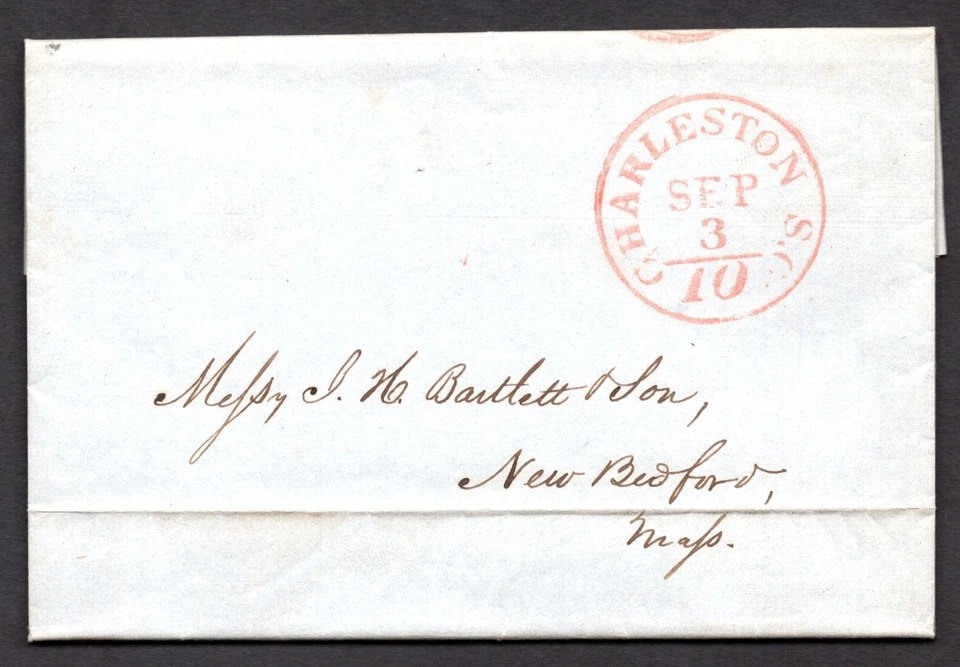 CHARLESTON S.C.
SEP
3
10
Messrs I. H. Bartlett & Son,
New Bedford,
Mass.